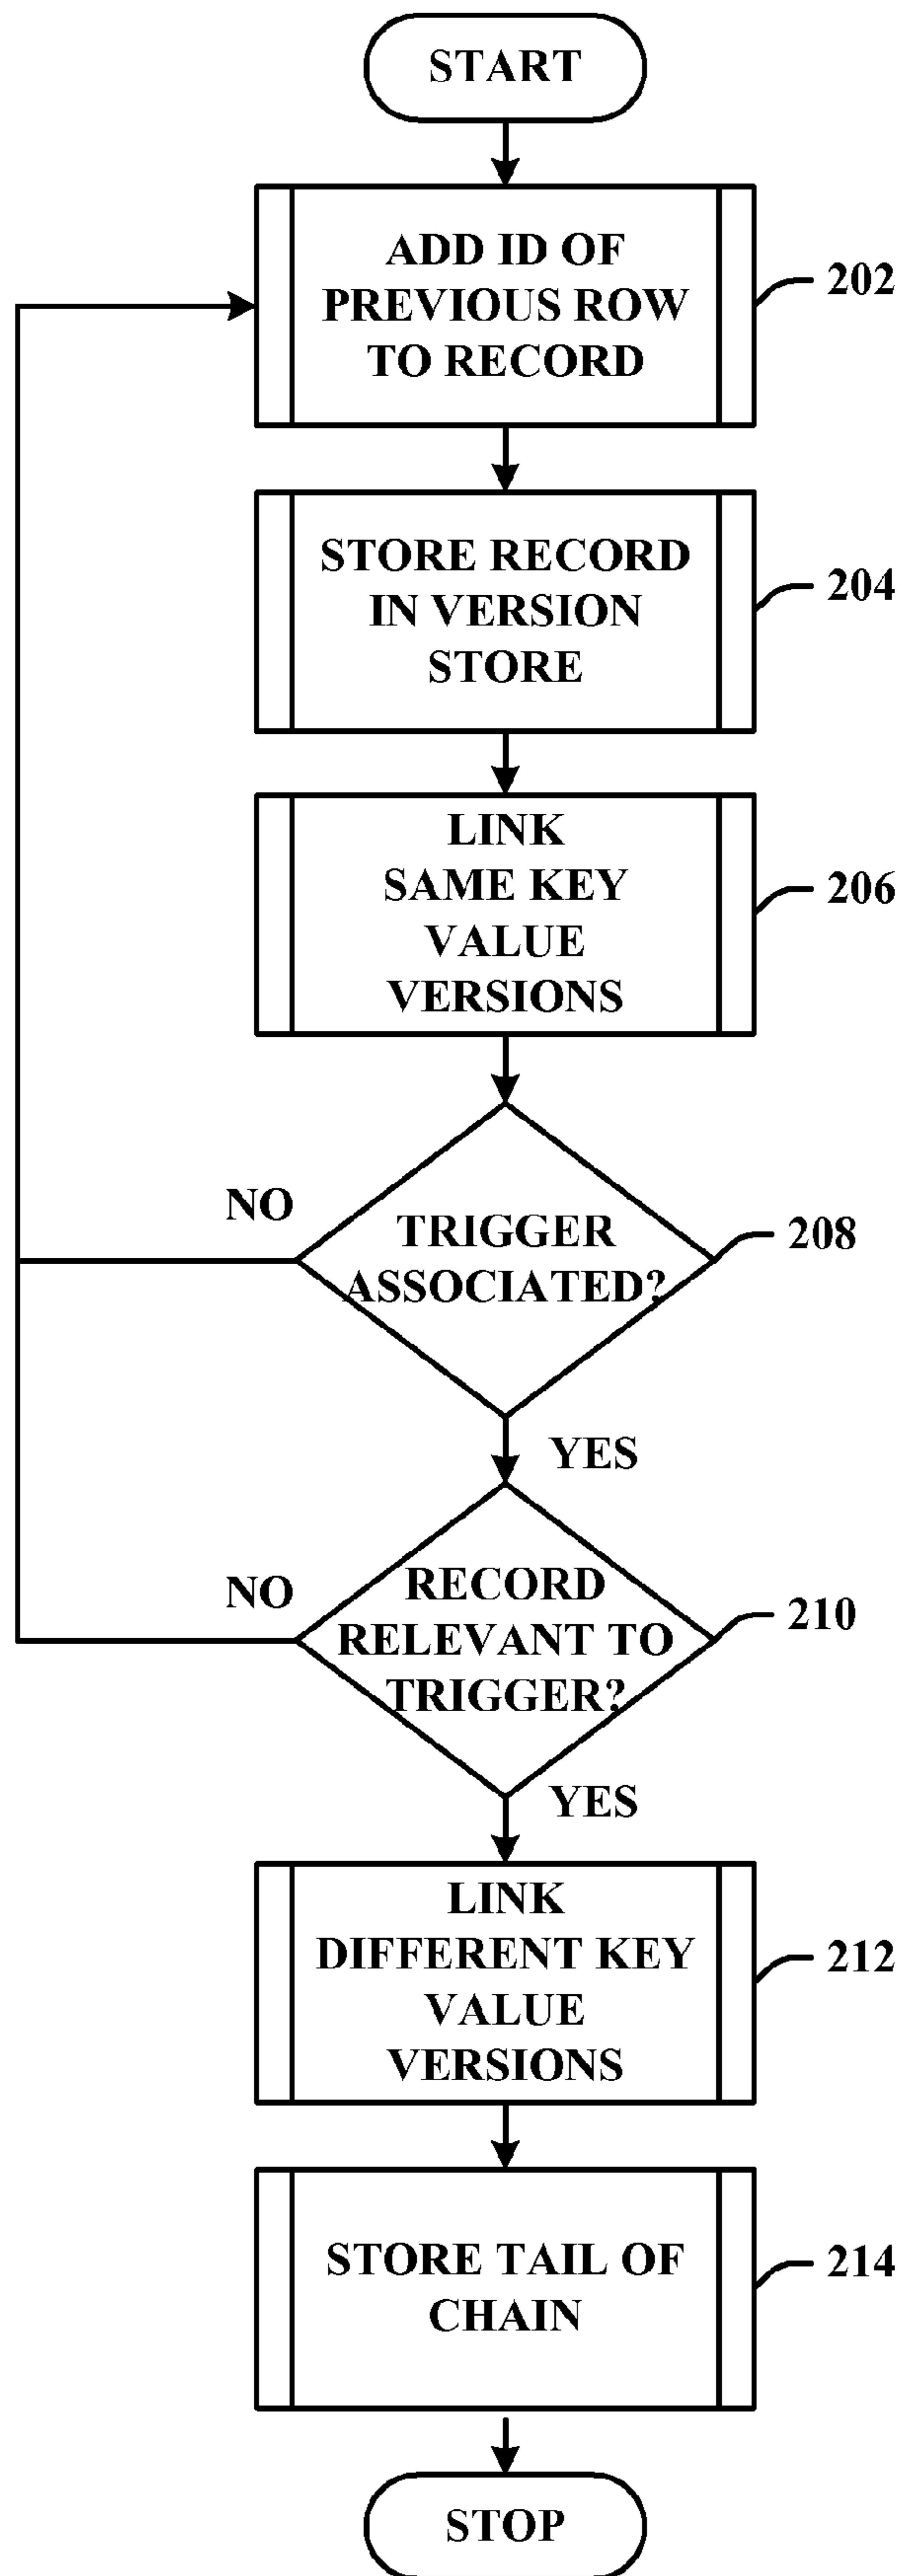 START
ADD ID OF
PREVIOUS ROW
TO RECORD
202
STORE RECORD
IN VERSION
STORE
204
LINK
SAME KEY
VALUE
VERSIONS
206
NO
TRIGGER
ASSOCIATED?
208
YES
NO
RECORD
RELEVANT TO
TRIGGER?
210
YES
LINK
DIFFERENT KEY
VALUE
VERSIONS
212
STORE TAIL OF
CHAIN
214
STOP